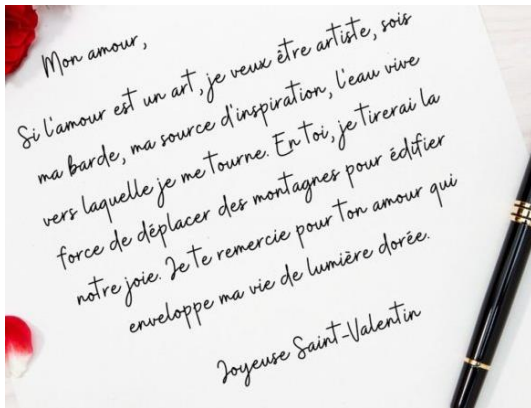 Mon amour,
Si l'amour est un art, je veux être artiste, sois
ma barde, ma source d'inspiration, l'eau vive
vers laquelle je me tourne. En toi, je tirerai la
force de déplacer des montagnes pour édifier
notre joie. Je te remercie pour ton amour qui
enveloppe ma vie de lumière dorée.
Joyeuse Saint-Valentin